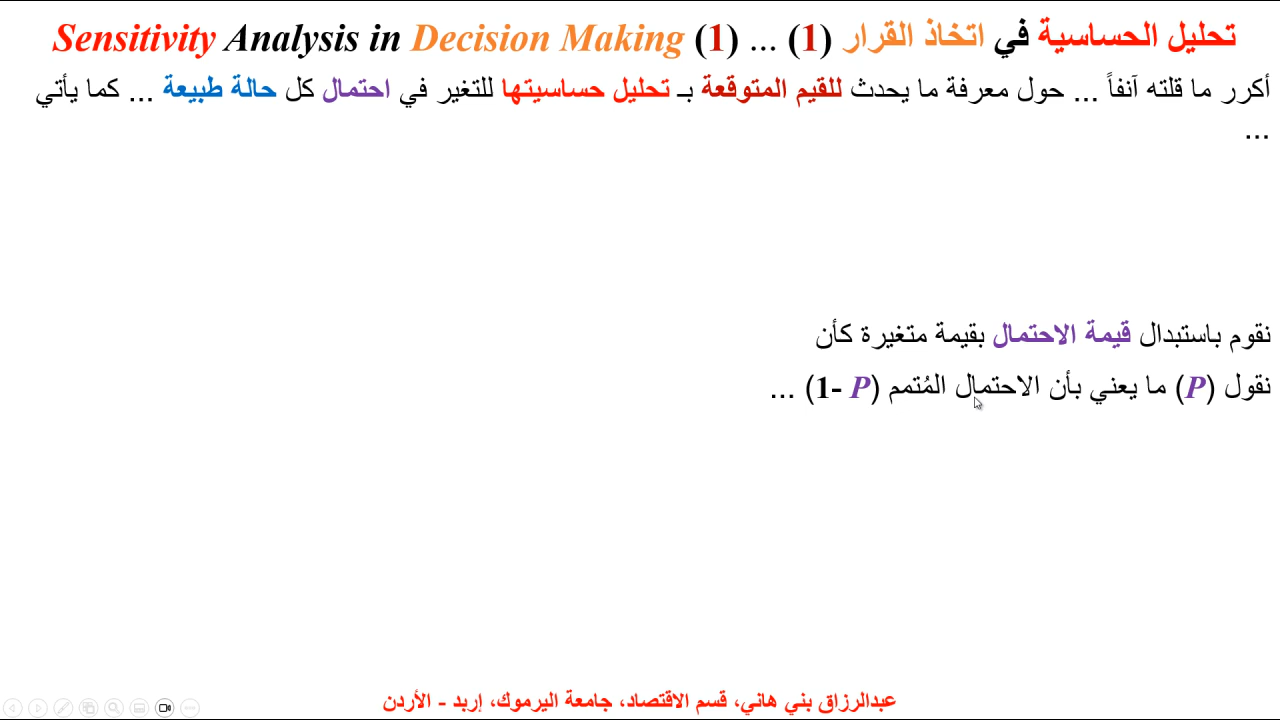 تحليل الحساسية في اتخاذ القرار (1) ... Sensitivity Analysis in Decision Making (1)
أكرر ما قلته آنفاً ... حول معرفة ما يحدث للقيم المتوقعة بـ تحليل حساسيتها للتغير في احتمال كل حالة طبيعة ... كما يأتي
...
نقوم باستبدال قيمة الاحتمال بقيمة متغيرة كأن
نقول (P) ما يعني بأن الاحتمال المُتمم (1- P) ...
عبدالرزاق بني هاني، قسم الاقتصاد، جامعة اليرموك، إربد - الأردن